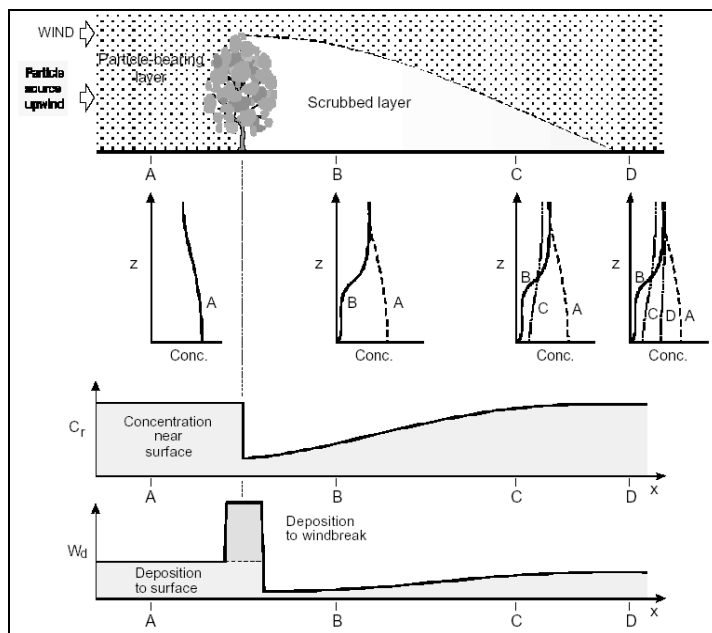 WIND
Particle-bearing
layer
Particle
source
upwind
Scrubbed layer
A B C D
Z A
Conc.
Z B A
Conc.
Z B C A
Conc.
Z B C D A
Conc.
Cr
Concentration
near
surface
A B C D x
Wd
Deposition
to windbreak
Deposition
to surface
A B C D x